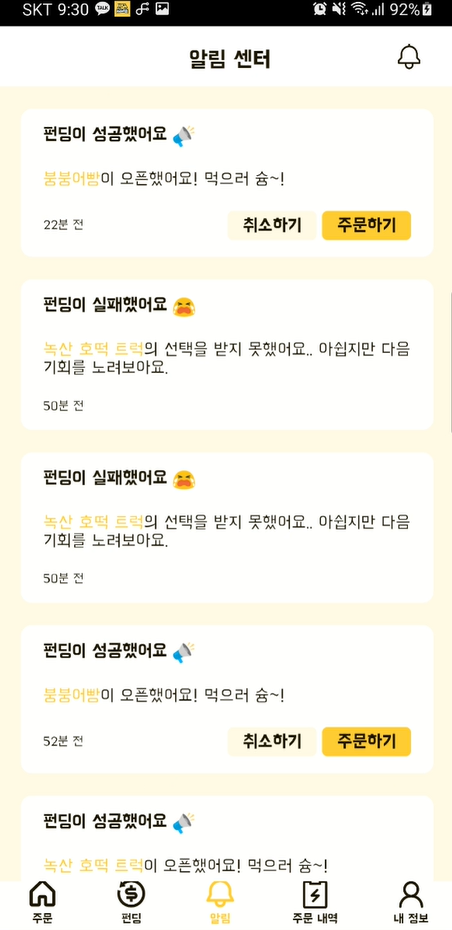 SKT 9:30 92%
알림 센터
펀딩이 성공했어요 📢
붕붕어빵이 오픈했어요! 먹으러 슝~!
22분 전 취소하기 주문하기
펀딩이 실패했어요 😫
녹산 호떡 트럭의 선택을 받지 못했어요.. 아쉽지만 다음
기회를 노려보아요.
50분 전
펀딩이 실패했어요 😫
녹산 호떡 트럭의 선택을 받지 못했어요.. 아쉽지만 다음
기회를 노려보아요.
50분 전
펀딩이 성공했어요 📢
붕붕어빵이 오픈했어요! 먹으러 슝~!
52분 전 취소하기 주문하기
펀딩이 성공했어요 📢
녹산 호떡 트럭이 오픈했어요! 먹으러 슝~!
주문 펀딩 알림 주문 내역 내 정보